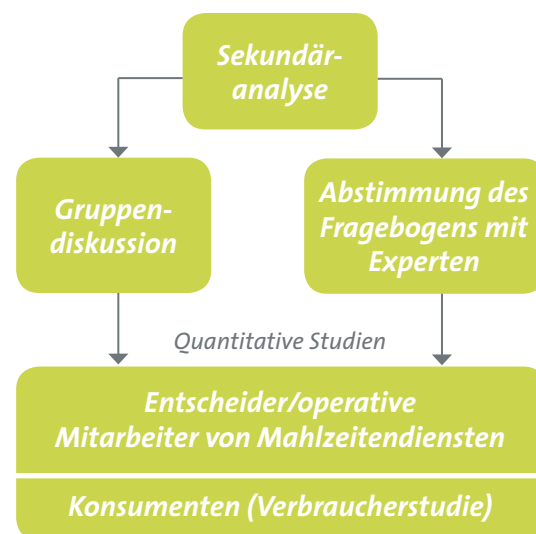 Sekundär-
analyse
Gruppen-
diskussion
Abstimmung des
Fragebogens mit
Experten
Quantitative Studien
Entscheider/operative
Mitarbeiter von Mahlzeitendiensten
Konsumenten (Verbraucherstudie)